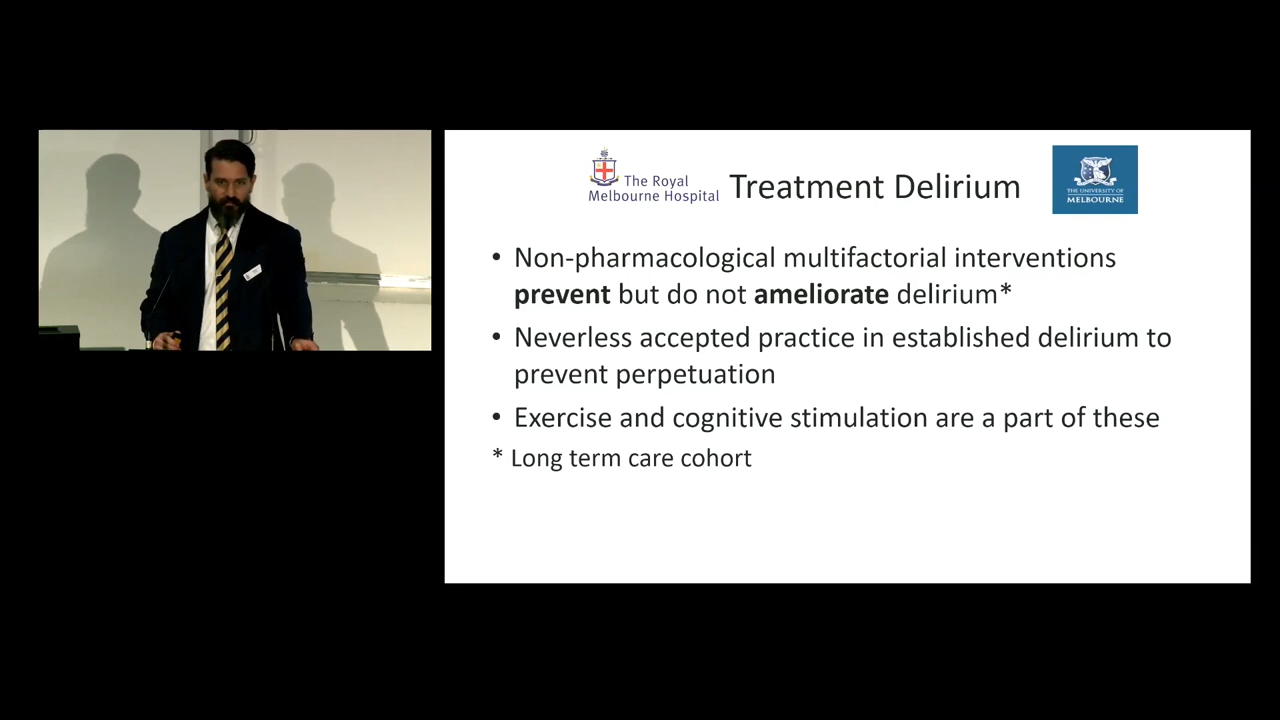 The Royal
Melbourne Hospital
Treatment Delirium
THE UNIVERSITY OF
MELBOURNE
• Non-pharmacological multifactorial interventions
prevent but do not ameliorate delirium*
• Neverless accepted practice in established delirium to
prevent perpetuation
• Exercise and cognitive stimulation are a part of these
* Long term care cohort